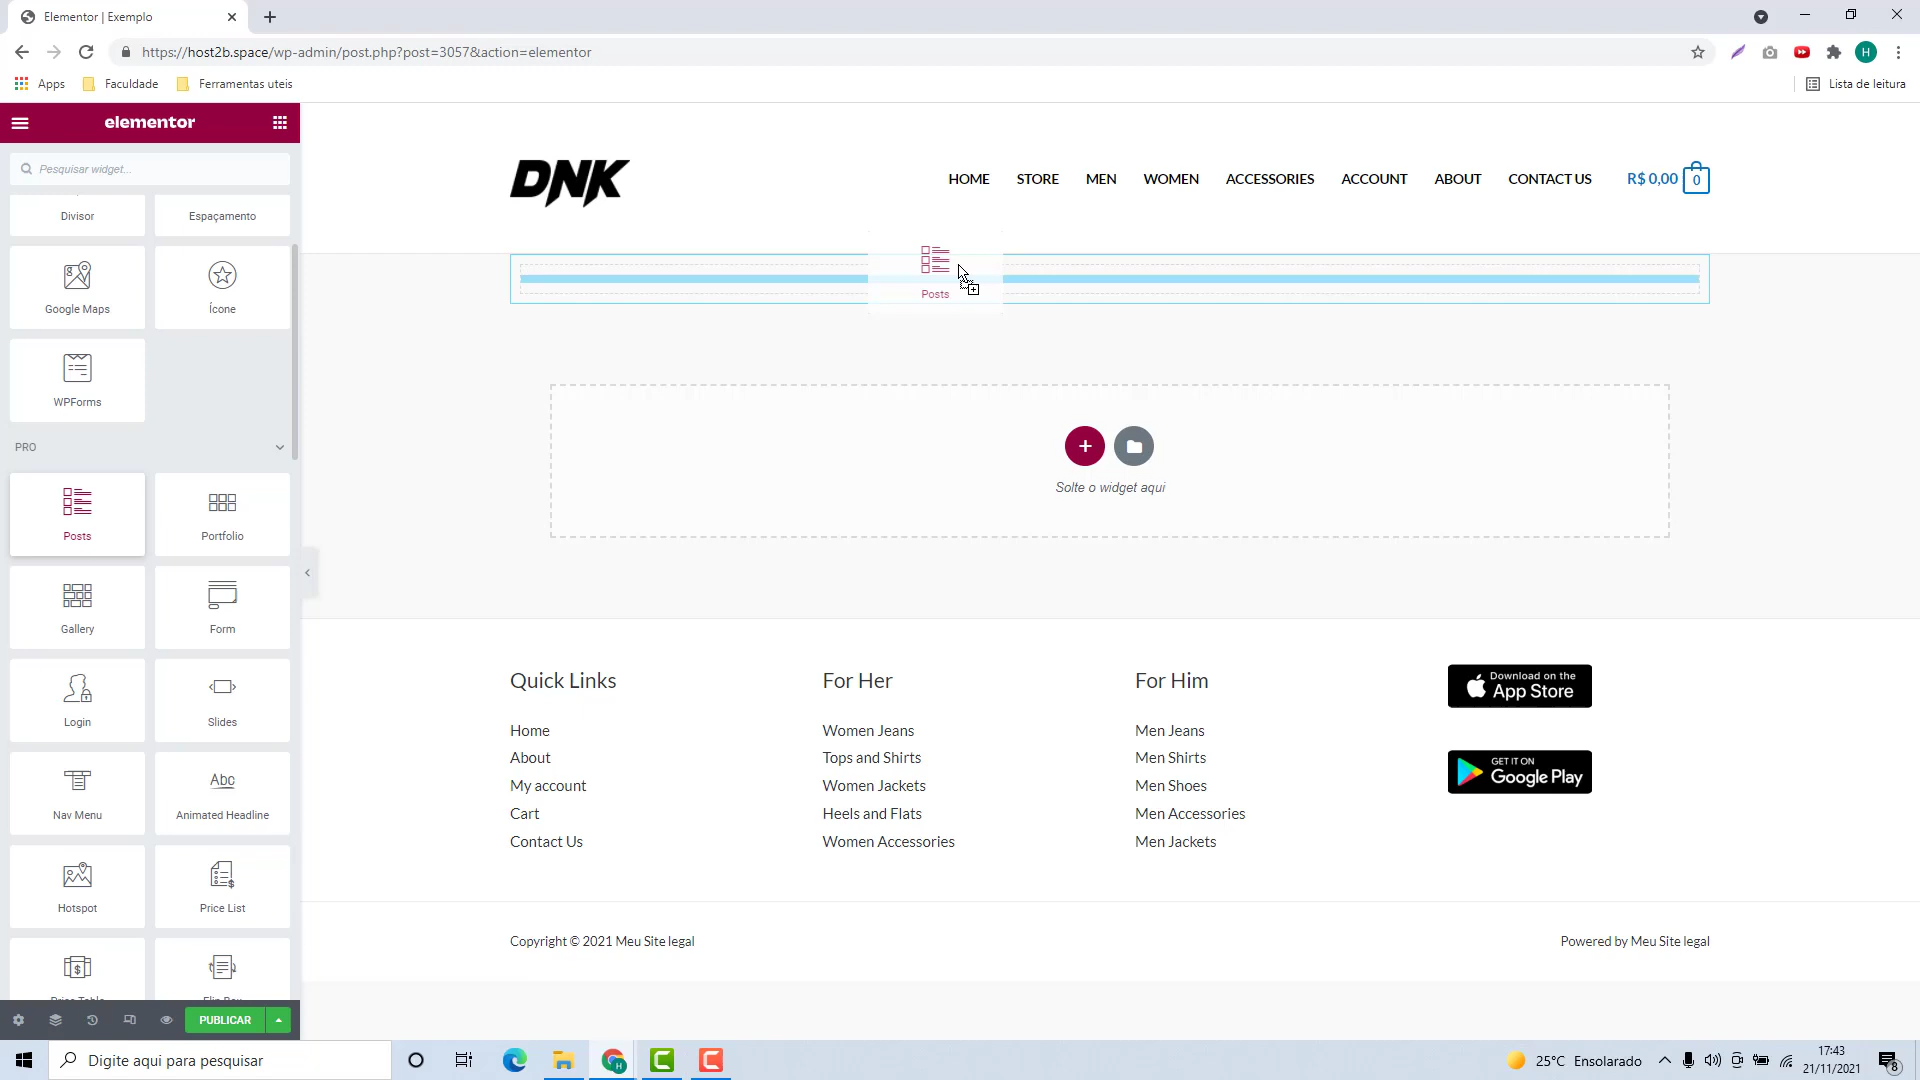 Elementor | Exemplo
https://host2b.space/wp-admin/post.php?post=3057&action=elementor
H
Apps
Faculdade
Ferramentas uteis
Lista de leitura
elementor
Pesquisar widget...
Divisor
Espaçamento
Google Maps
Ícone
WPForms
PRO
Posts
Portfolio
Gallery
Form
Login
Slides
Nav Menu
Abc
Animated Headline
Hotspot
Price List
Price Table
Flip Box
PUBLICAR
DNK
HOME
STORE
MEN
WOMEN
ACCESSORIES
ACCOUNT
ABOUT
CONTACT US
R$ 0,00
0
Posts
Solte o widget aqui
Quick Links
Home
About
My account
Cart
Contact Us
For Her
Women Jeans
Tops and Shirts
Women Jackets
Heels and Flats
Women Accessories
For Him
Men Jeans
Men Shirts
Men Shoes
Men Accessories
Men Jackets
Download on the
App Store
GET IT ON
Google Play
Copyright © 2021 Meu Site legal
Powered by Meu Site legal
Digite aqui para pesquisar
25°C Ensolarado
17:43
21/11/2021
8